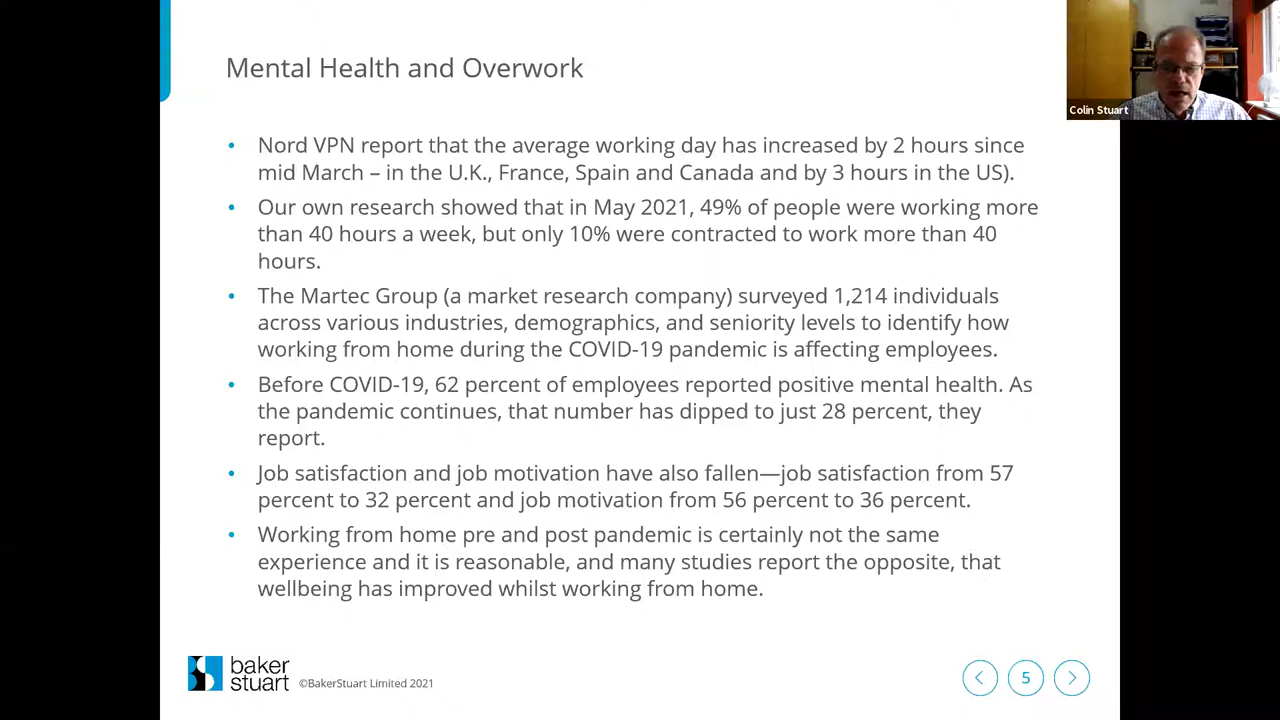 Mental Health and Overwork
Colin Stuart
• Nord VPN report that the average working day has increased by 2 hours since
mid March – in the U.K., France, Spain and Canada and by 3 hours in the US).
• Our own research showed that in May 2021, 49% of people were working more
than 40 hours a week, but only 10% were contracted to work more than 40
hours.
• The Martec Group (a market research company) surveyed 1,214 individuals
across various industries, demographics, and seniority levels to identify how
working from home during the COVID-19 pandemic is affecting employees.
• Before COVID-19, 62 percent of employees reported positive mental health. As
the pandemic continues, that number has dipped to just 28 percent, they
report.
• Job satisfaction and job motivation have also fallen—job satisfaction from 57
percent to 32 percent and job motivation from 56 percent to 36 percent.
• Working from home pre and post pandemic is certainly not the same
experience and it is reasonable, and many studies report the opposite, that
wellbeing has improved whilst working from home.
baker
stuart
©BakerStuart Limited 2021
5